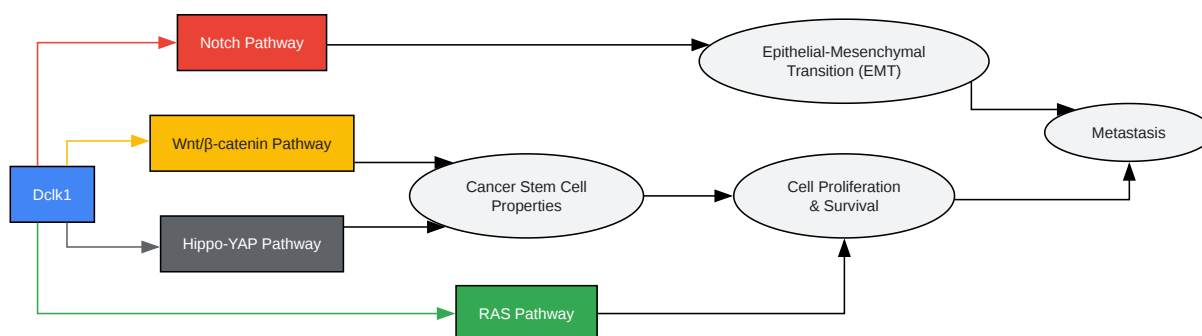 Notch Pathway
Epithelial-Mesenchymal
Transition (EMT)
Wnt/β-catenin Pathway
Metastasis
Dclk1
Cancer Stem Cell
Properties
Cell Proliferation
& Survival
Hippo-YAP Pathway
RAS Pathway